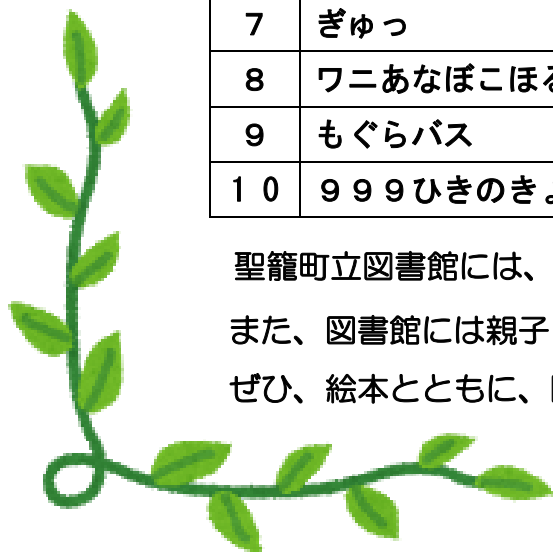 ７ ぎゅっ
８ ワニあなぼこほ
９ もぐらバス
１０ ９９９ひきのき
聖籠町立図書館には、
また、図書館には親子
ぜひ、絵本とともに、